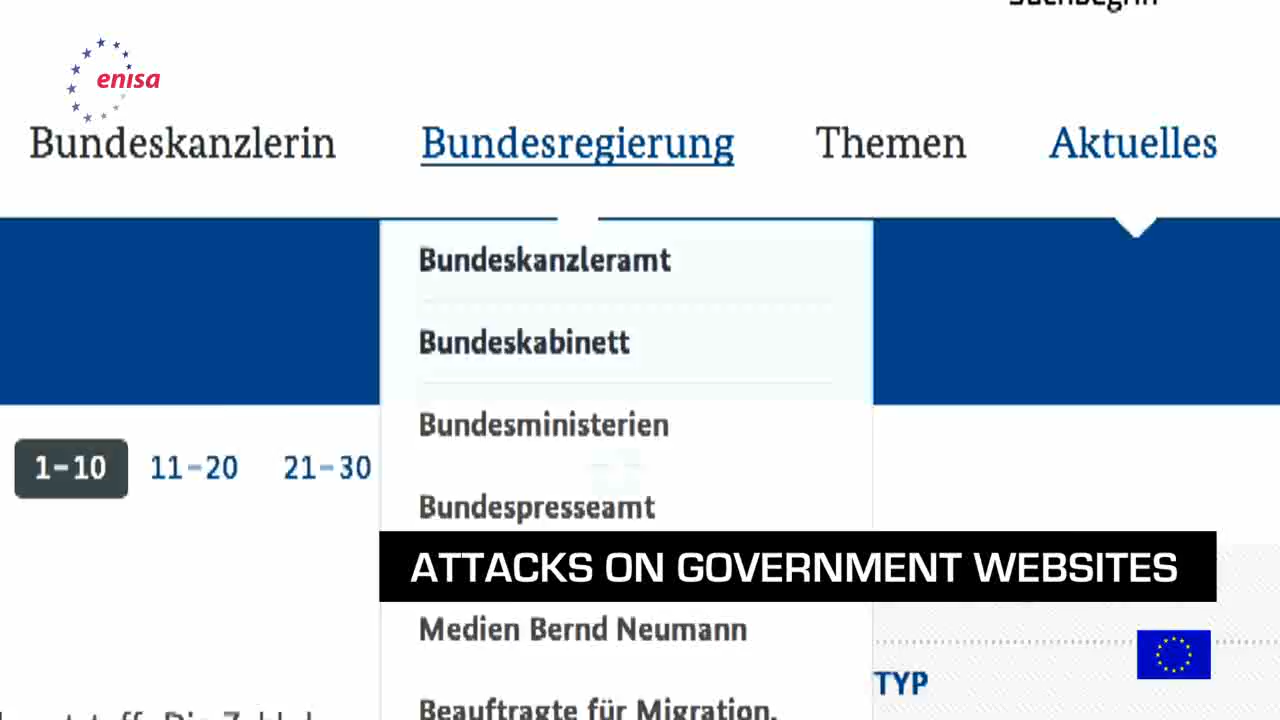 enisa
Bundeskanzlerin Bundesregierung Themen Aktuelles
Bundeskanzleramt
Bundeskabinett
Bundesministerien
1–10 11–20 21–30
Bundespresseamt
ATTACKS ON GOVERNMENT WEBSITES
Medien Bernd Neumann
TYP
Beauftragte für Migration,